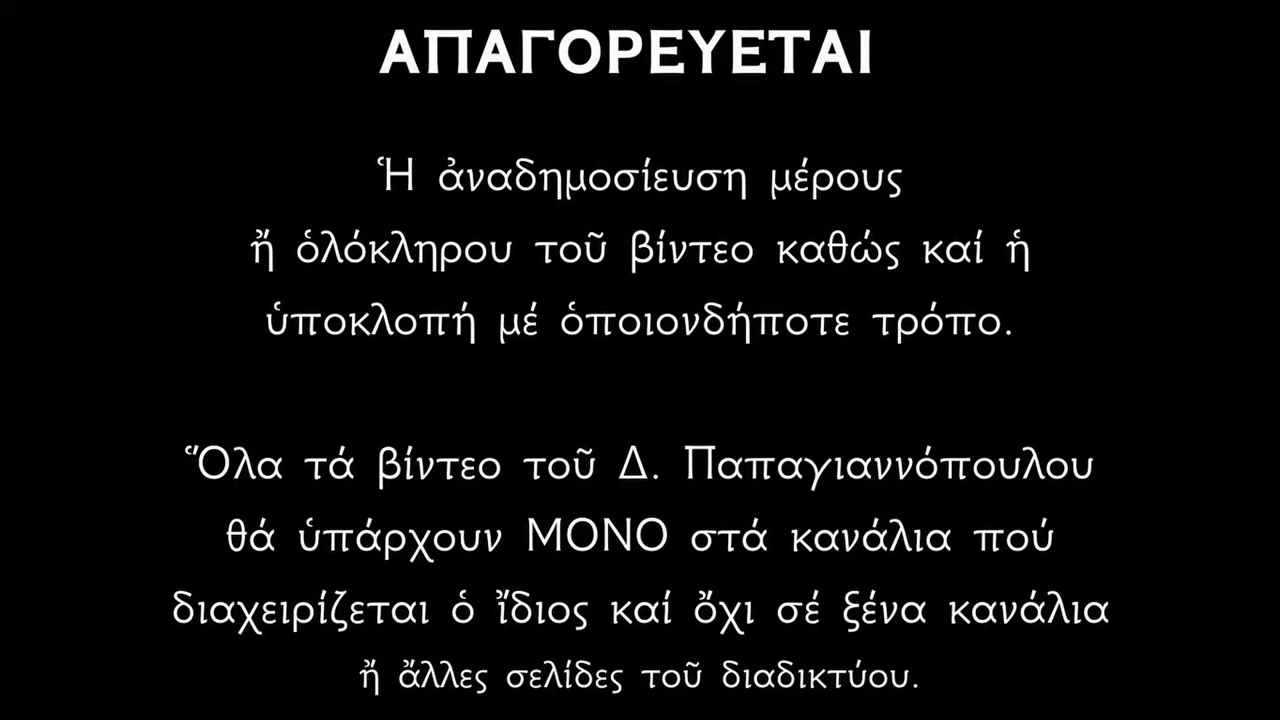 ΑΠΑΓΟΡΕΥΕΤΑΙ
Ἡ ἀναδημοσίευση μέρους
ἤ ὁλόκληρου τοῦ βίντεο καθώς καί ἡ
ὑποκλοπή μέ ὁποιονδήποτε τρόπο.
Ὅλα τά βίντεο τοῦ Δ. Παπαγιαννόπουλου
θά ὑπάρχουν ΜΟΝΟ στά κανάλια πού
διαχειρίζεται ὁ ἴδιος καί ὄχι σέ ξένα κανάλια
ἤ ἄλλες σελίδες τοῦ διαδικτύου.